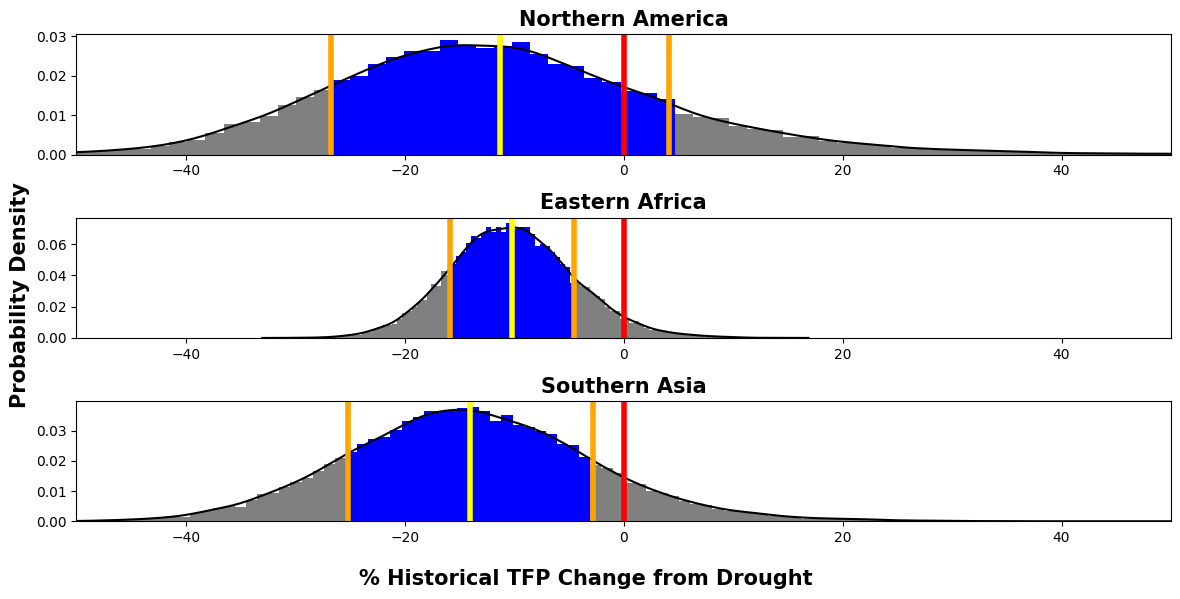 Northern America
0.03
0.02
0.01
0.00
−40 −20 0 20 40
Eastern Africa
0.06
0.04
0.02
0.00
−40 −20 0 20 40
Southern Asia
0.03
0.02
0.01
0.00
−40 −20 0 20 40
Probability Density
% Historical TFP Change from Drought